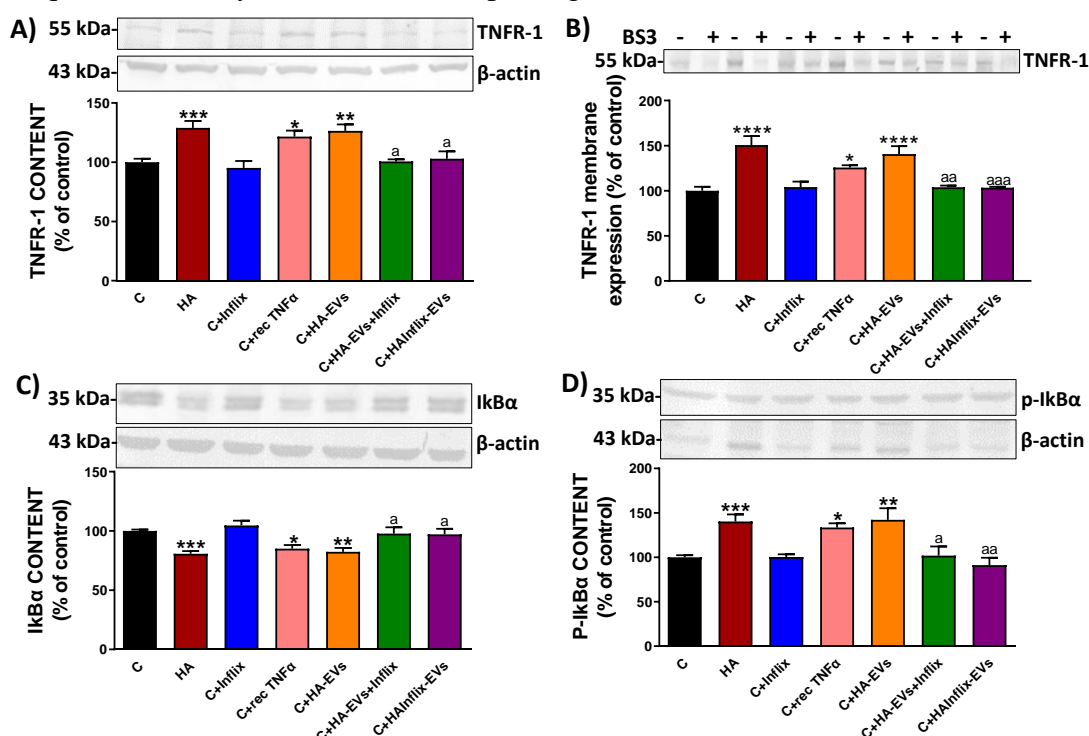 A)
55 kDa
TNFR-1
43 kDa
β-actin
TNFR-1 CONTENT
(% of control)
150
100
50
0
***
*
**
a
a
C
HA
C+Inflix
C+rec TNFα
C+HA-EVs
C+HA-EVs+Inflix
C+HAInflix-EVs
B)
BS3 - + - + - + - + - + - + - +
55 kDa
TNFR-1
TNFR-1 membrane
expression (% of control)
200
150
100
50
0
****
*
****
aa
aaa
C
HA
C+Inflix
C+rec TNFα
C+HA-EVs
C+HA-EVs+Inflix
C+HAInflix-EVs
C)
35 kDa
IkBα
43 kDa
β-actin
IkBα CONTENT
(% of control)
150
100
50
0
***
*
**
a
a
C
HA
C+Inflix
C+rec TNFα
C+HA-EVs
C+HA-EVs+Inflix
C+HAInflix-EVs
D)
35 kDa
p-IkBα
43 kDa
β-actin
P-IkBα CONTENT
(% of control)
200
150
100
50
0
***
*
**
a
aa
C
HA
C+Inflix
C+rec TNFα
C+HA-EVs
C+HA-EVs+Inflix
C+HAInflix-EVs